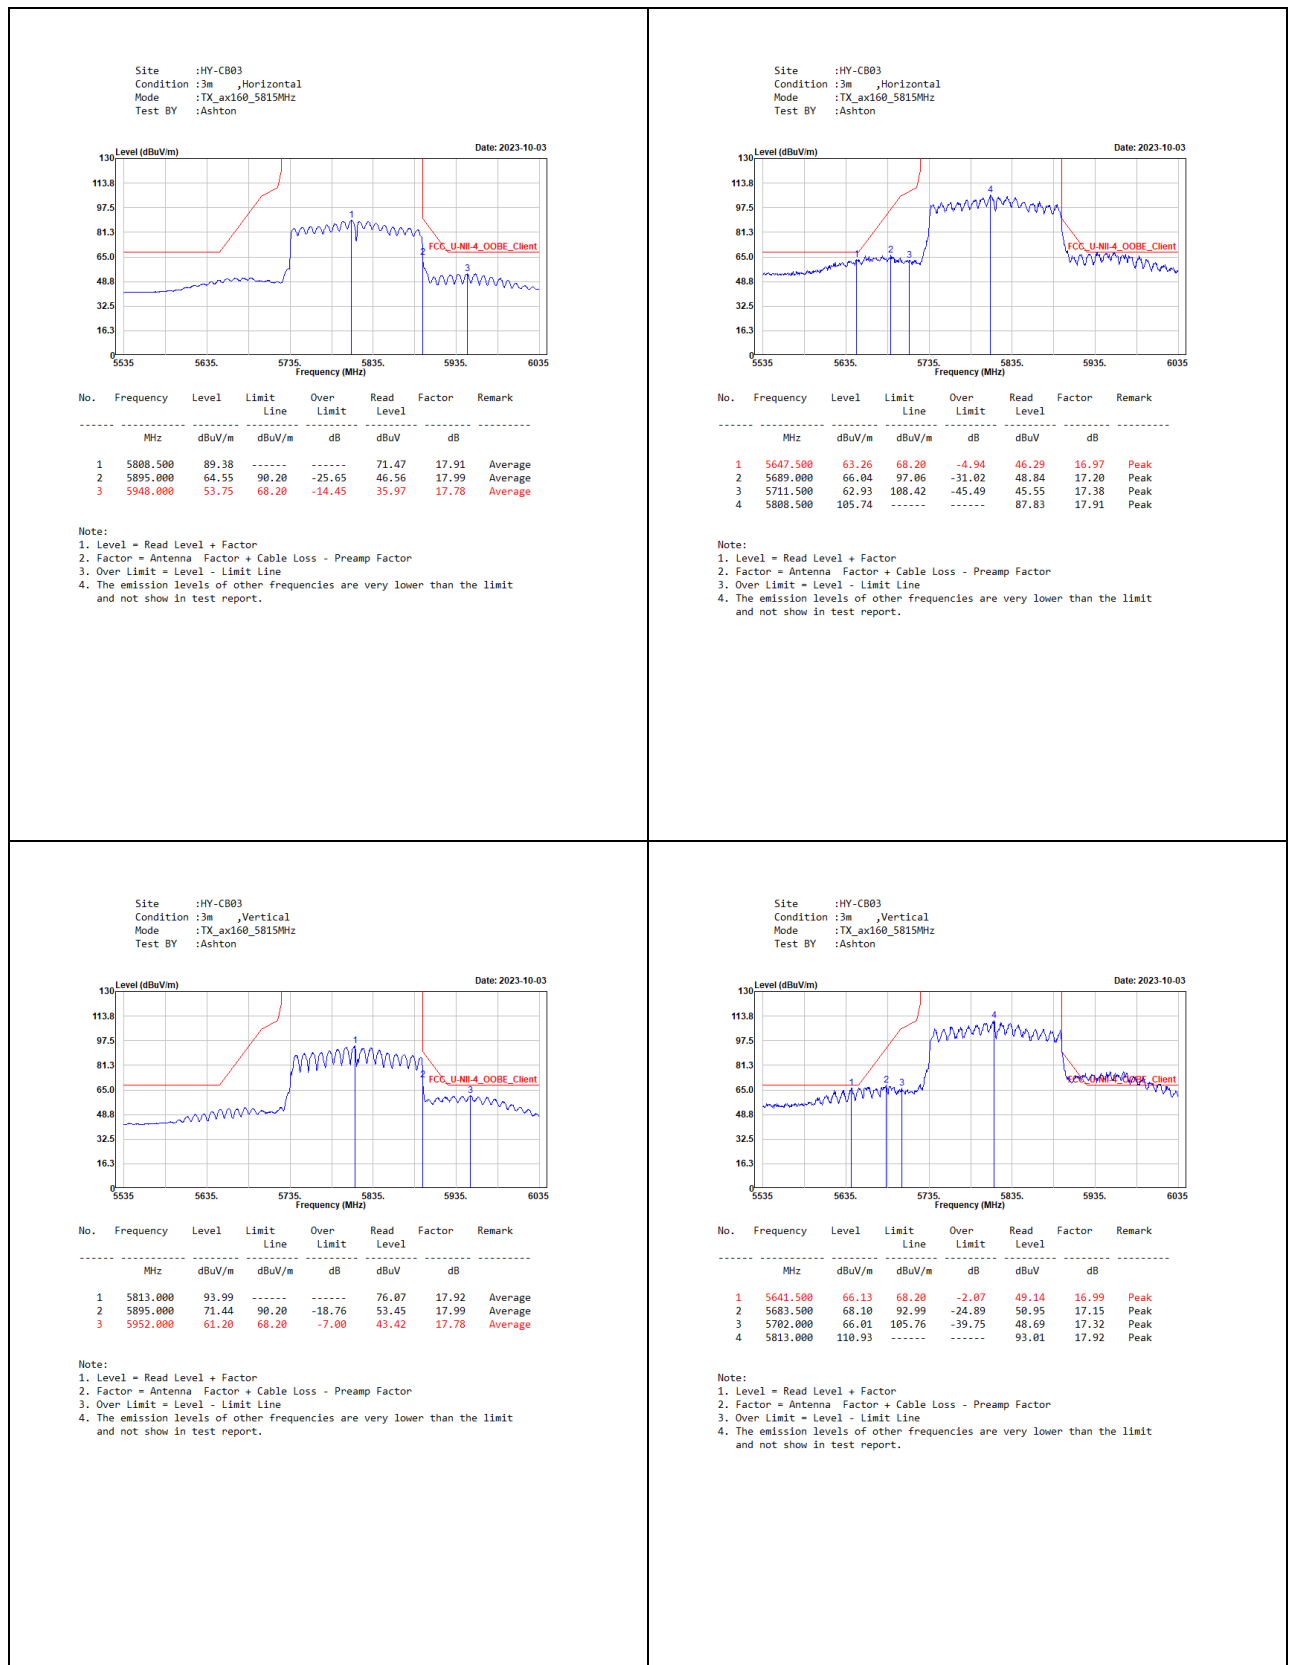 Site      :HY-CB03
Condition :3m    ,Horizontal
Mode      :TX_ax160_5815MHz
Test BY   :Ashton
Level (dBuV/m)
Date: 2023-10-03
130
113.8
97.5
81.3
65.0
48.8
32.5
16.3
0
1
2
3
FCC_U-NII-4_OOBE_Client
5535
5635.
5735.
5835.
5935.
6035
Frequency (MHz)
No. Frequency Level Limit Over Read Factor Remark
Line Limit Level
------ ----------- -------- -------- -------- -------- -------- ---------
MHz dBuV/m dBuV/m dB dBuV dB
1 5808.500 89.38 ------ ------ 71.47 17.91 Average
2 5895.000 64.55 90.20 -25.65 46.56 17.99 Average
3 5948.000 53.75 68.20 -14.45 35.97 17.78 Average
Note:
1. Level = Read Level + Factor
2. Factor = Antenna  Factor + Cable Loss - Preamp Factor
3. Over Limit = Level - Limit Line
4. The emission levels of other frequencies are very lower than the limit
and not show in test report.
Site      :HY-CB03
Condition :3m    ,Horizontal
Mode      :TX_ax160_5815MHz
Test BY   :Ashton
Level (dBuV/m)
Date: 2023-10-03
130
113.8
97.5
81.3
65.0
48.8
32.5
16.3
0
1
2
3
4
FCC_U-NII-4_OOBE_Client
5535
5635.
5735.
5835.
5935.
6035
Frequency (MHz)
No. Frequency Level Limit Over Read Factor Remark
Line Limit Level
------ ----------- -------- -------- -------- -------- -------- ---------
MHz dBuV/m dBuV/m dB dBuV dB
1 5647.500 63.26 68.20 -4.94 46.29 16.97 Peak
2 5689.000 66.04 97.06 -31.02 48.84 17.20 Peak
3 5711.500 62.93 108.42 -45.49 45.55 17.38 Peak
4 5808.500 105.74 ------ ------ 87.83 17.91 Peak
Note:
1. Level = Read Level + Factor
2. Factor = Antenna  Factor + Cable Loss - Preamp Factor
3. Over Limit = Level - Limit Line
4. The emission levels of other frequencies are very lower than the limit
and not show in test report.
Site      :HY-CB03
Condition :3m    ,Vertical
Mode      :TX_ax160_5815MHz
Test BY   :Ashton
Level (dBuV/m)
Date: 2023-10-03
130
113.8
97.5
81.3
65.0
48.8
32.5
16.3
0
1
2
3
FCC_U-NII-4_OOBE_Client
5535
5635.
5735.
5835.
5935.
6035
Frequency (MHz)
No. Frequency Level Limit Over Read Factor Remark
Line Limit Level
------ ----------- -------- -------- -------- -------- -------- ---------
MHz dBuV/m dBuV/m dB dBuV dB
1 5813.000 93.99 ------ ------ 76.07 17.92 Average
2 5895.000 71.44 90.20 -18.76 53.45 17.99 Average
3 5952.000 61.20 68.20 -7.00 43.42 17.78 Average
Note:
1. Level = Read Level + Factor
2. Factor = Antenna  Factor + Cable Loss - Preamp Factor
3. Over Limit = Level - Limit Line
4. The emission levels of other frequencies are very lower than the limit
and not show in test report.
Site      :HY-CB03
Condition :3m    ,Vertical
Mode      :TX_ax160_5815MHz
Test BY   :Ashton
Level (dBuV/m)
Date: 2023-10-03
130
113.8
97.5
81.3
65.0
48.8
32.5
16.3
0
1
2
3
4
FCC_U-NII-4_OOBE_Client
5535
5635.
5735.
5835.
5935.
6035
Frequency (MHz)
No. Frequency Level Limit Over Read Factor Remark
Line Limit Level
------ ----------- -------- -------- -------- -------- -------- ---------
MHz dBuV/m dBuV/m dB dBuV dB
1 5641.500 66.13 68.20 -2.07 49.14 16.99 Peak
2 5683.500 68.10 92.99 -24.89 50.95 17.15 Peak
3 5702.000 66.01 105.76 -39.75 48.69 17.32 Peak
4 5813.000 110.93 ------ ------ 93.01 17.92 Peak
Note:
1. Level = Read Level + Factor
2. Factor = Antenna  Factor + Cable Loss - Preamp Factor
3. Over Limit = Level - Limit Line
4. The emission levels of other frequencies are very lower than the limit
and not show in test report.